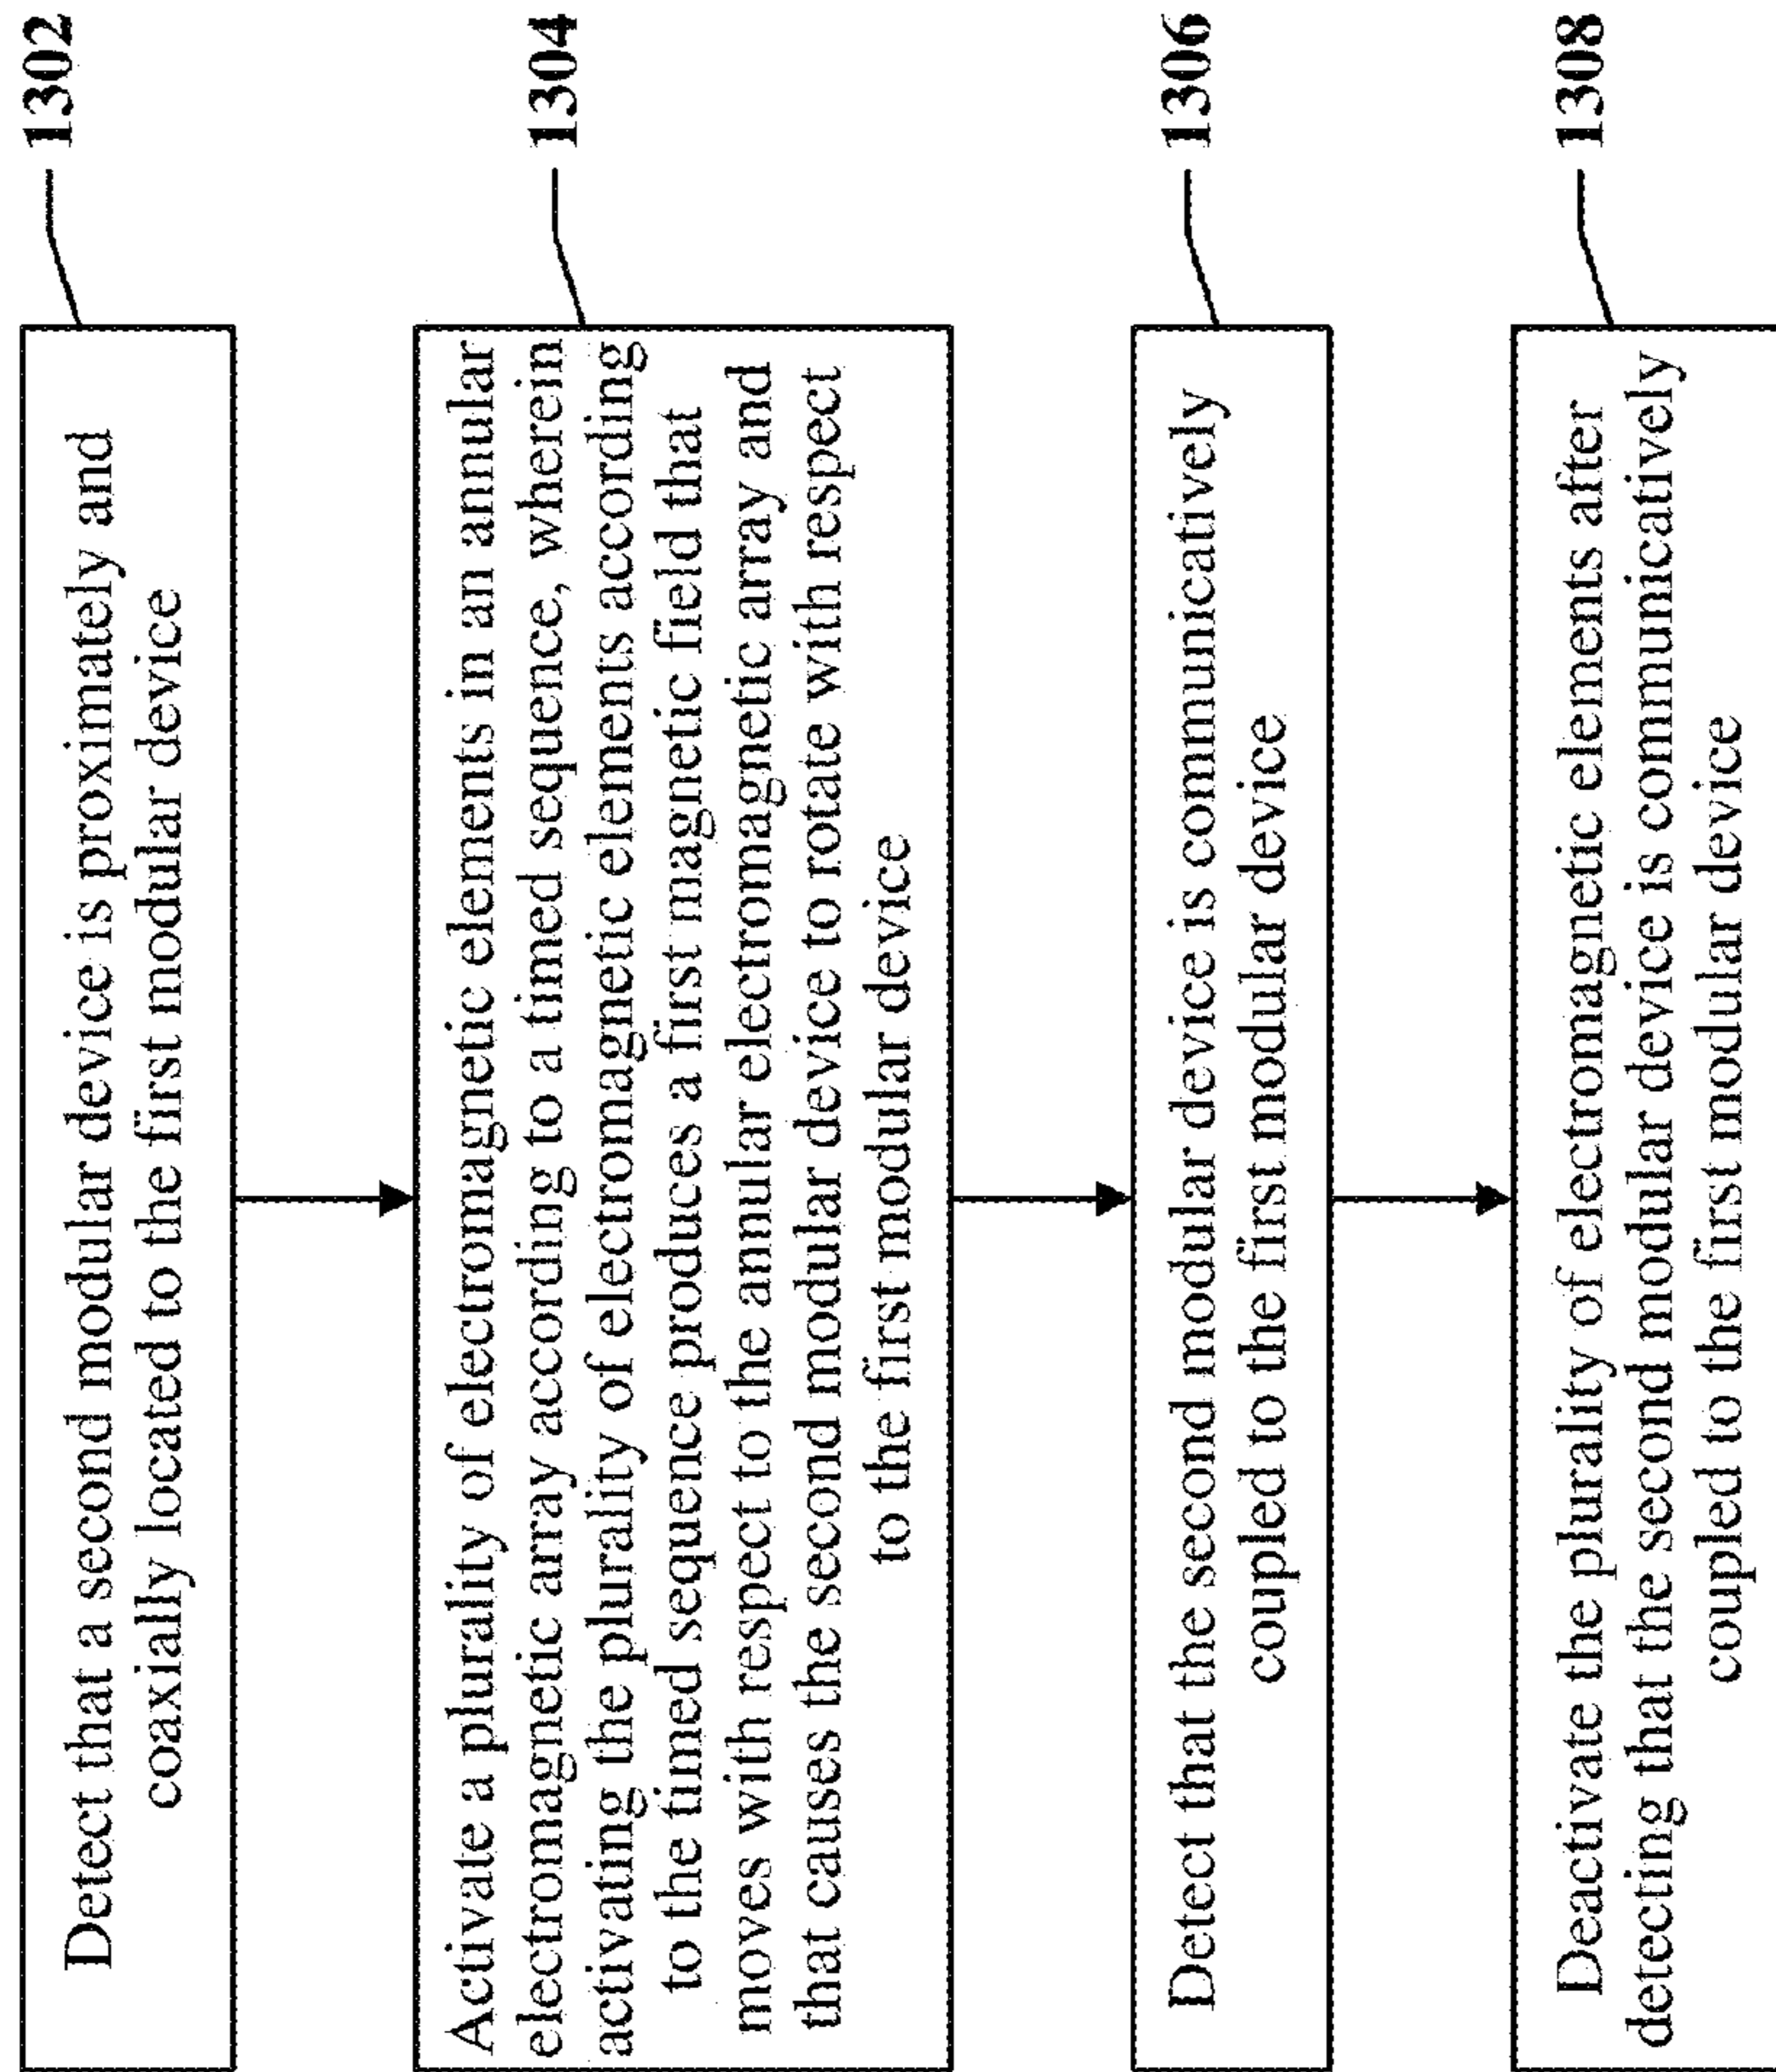 1302
Detect that a second modular device is proximately and
coaxially located to the first modular device
1304
Activate a plurality of electromagnetic elements in an annular
electromagnetic array according to a timed sequence, wherein
activating the plurality of electromagnetic elements according
to the timed sequence produces a first magnetic field that
moves with respect to the annular electromagnetic array and
that causes the second modular device to rotate with respect
to the first modular device
1306
Detect that the second modular device is communicatively
coupled to the first modular device
1308
Deactivate the plurality of electromagnetic elements after
detecting that the second modular device is communicatively
coupled to the first modular device